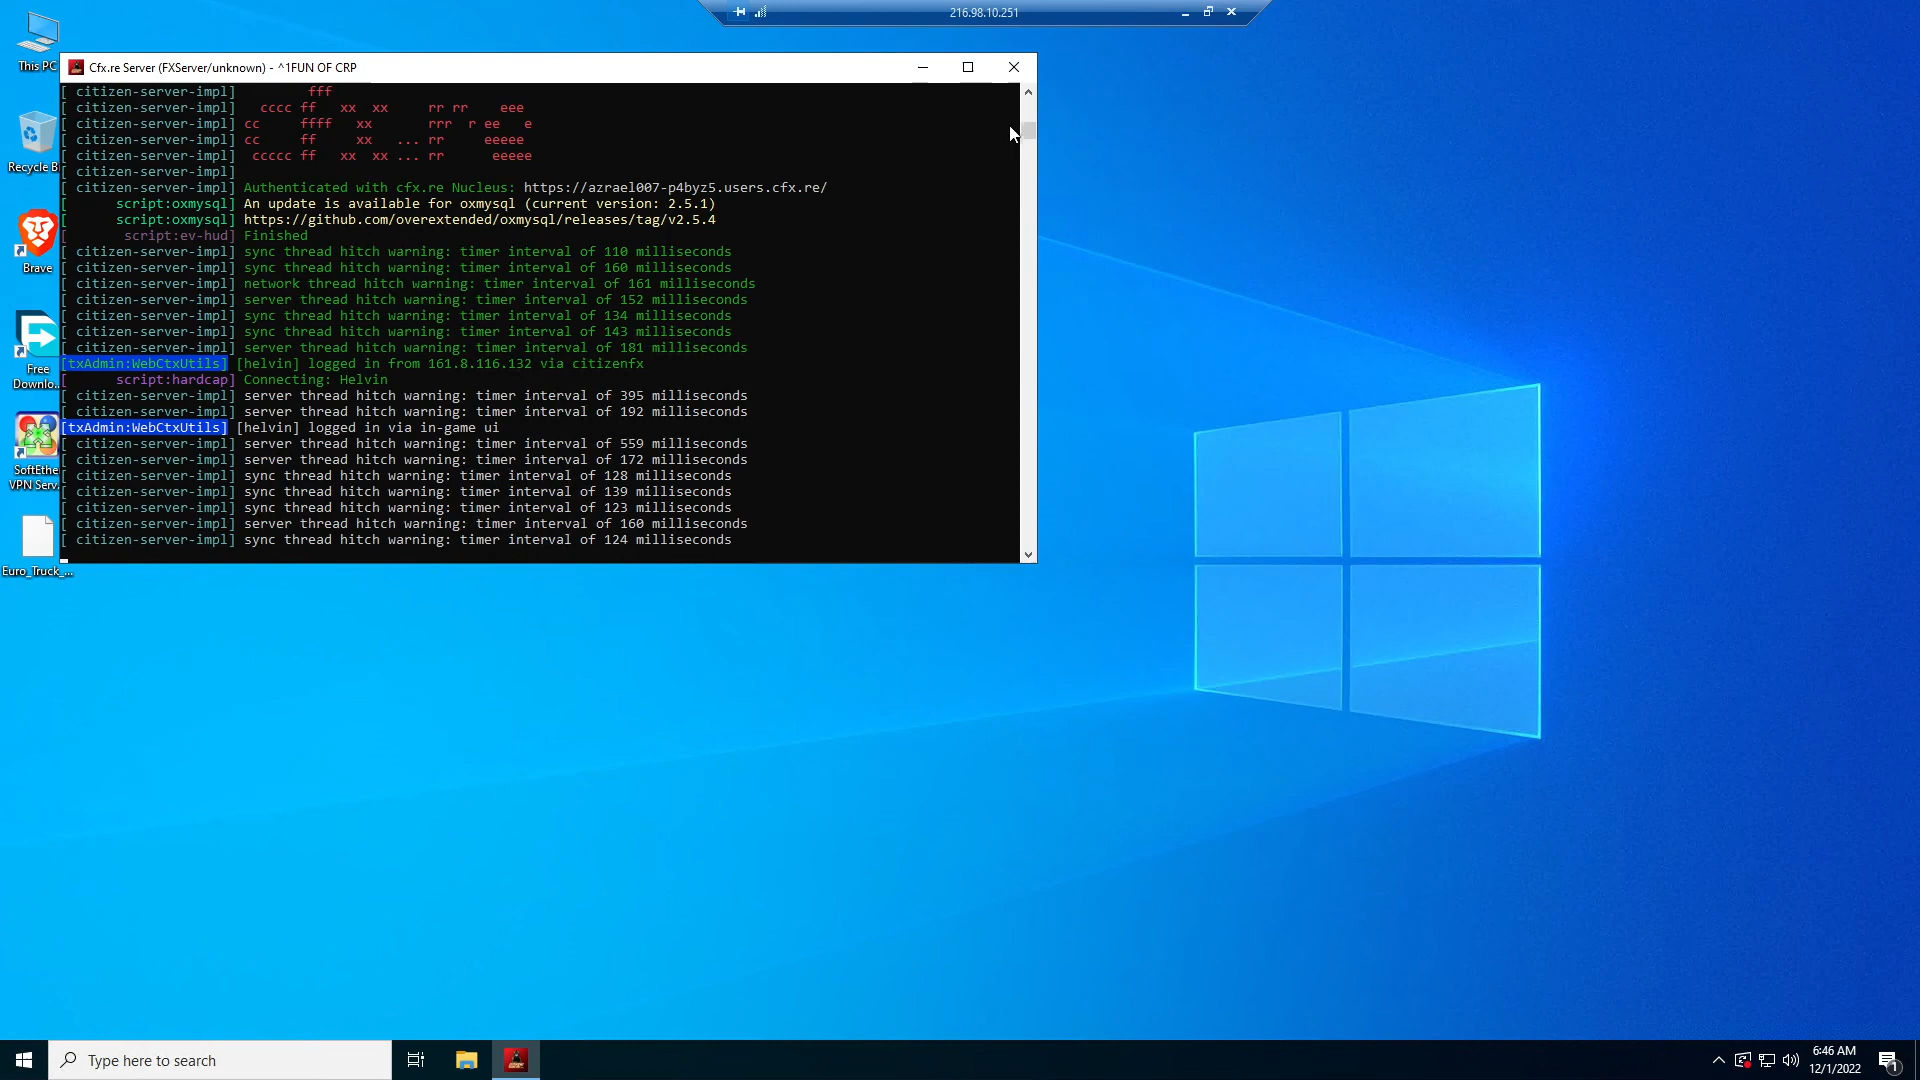 216.98.10.251
This PC
Cfx.re Server (FXServer/unknown) - ^1FUN OF CRP
[ citizen-server-impl]         fff
[ citizen-server-impl]   cccc ff   xx  xx     rr rr    eee
[ citizen-server-impl] cc     ffff   xx       rrr  r ee   e
[ citizen-server-impl] cc     ff     xx   ... rr     eeeee
[ citizen-server-impl]  ccccc ff   xx  xx ... rr      eeeee
[ citizen-server-impl]
[ citizen-server-impl] Authenticated with cfx.re Nucleus: https://azrael007-p4byz5.users.cfx.re/
[      script:oxmysql] An update is available for oxmysql (current version: 2.5.1)
[      script:oxmysql] https://github.com/overextended/oxmysql/releases/tag/v2.5.4
[       script:ev-hud] Finished
[ citizen-server-impl] sync thread hitch warning: timer interval of 110 milliseconds
[ citizen-server-impl] sync thread hitch warning: timer interval of 160 milliseconds
[ citizen-server-impl] network thread hitch warning: timer interval of 161 milliseconds
[ citizen-server-impl] server thread hitch warning: timer interval of 152 milliseconds
[ citizen-server-impl] sync thread hitch warning: timer interval of 134 milliseconds
[ citizen-server-impl] sync thread hitch warning: timer interval of 143 milliseconds
[ citizen-server-impl] server thread hitch warning: timer interval of 181 milliseconds
[txAdmin:WebCtxUtils] [helvin] logged in from 161.8.116.132 via citizenfx
[      script:hardcap] Connecting: Helvin
[ citizen-server-impl] server thread hitch warning: timer interval of 395 milliseconds
[ citizen-server-impl] server thread hitch warning: timer interval of 192 milliseconds
[txAdmin:WebCtxUtils] [helvin] logged in via in-game ui
[ citizen-server-impl] server thread hitch warning: timer interval of 559 milliseconds
[ citizen-server-impl] server thread hitch warning: timer interval of 172 milliseconds
[ citizen-server-impl] sync thread hitch warning: timer interval of 128 milliseconds
[ citizen-server-impl] sync thread hitch warning: timer interval of 139 milliseconds
[ citizen-server-impl] sync thread hitch warning: timer interval of 123 milliseconds
[ citizen-server-impl] server thread hitch warning: timer interval of 160 milliseconds
[ citizen-server-impl] sync thread hitch warning: timer interval of 124 milliseconds
Recycle Bi
Brave
Free
Downlo...
SoftEthe
VPN Serv.
Euro_Truck_...
Type here to search
6:46 AM
12/1/2022
1